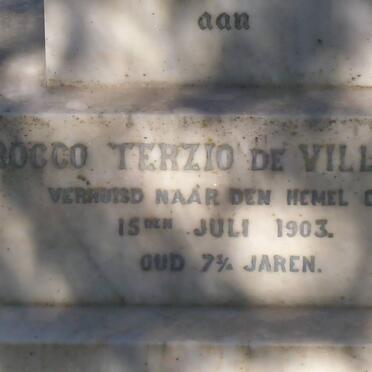 aan
ROCCO TERZIO DE VILL
VERHUISD NAAR DEN HEMEL O
15DEN JULI 1903.
OUD 7¾ JAREN.